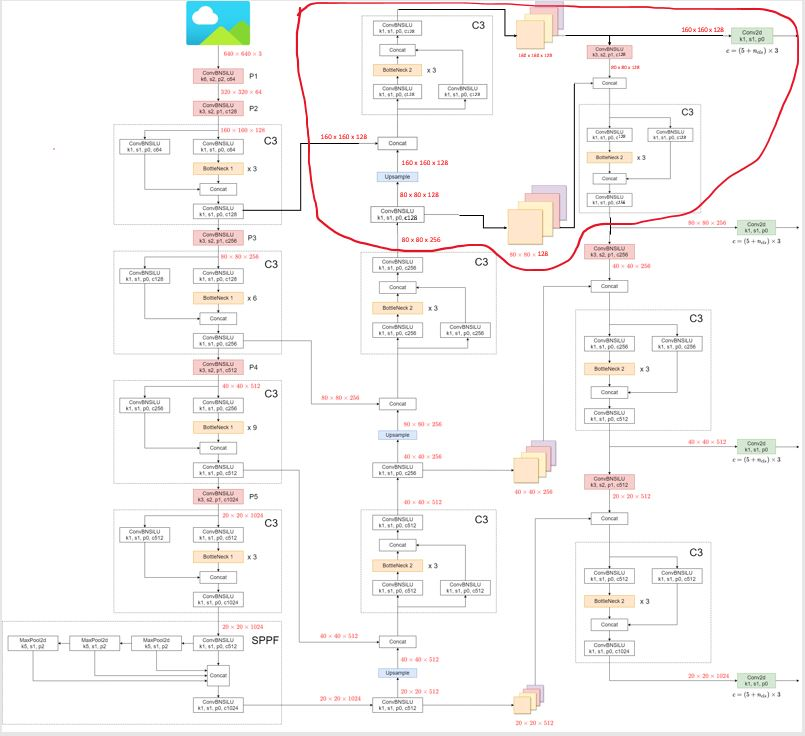 640 × 640 × 3
ConvBNSiLU
k6, s2, p2, c64
P1
320 × 320 × 64
ConvBNSiLU
k3, s2, p1, c128
P2
160 × 160 × 128
C3
ConvBNSiLU
k1, s1, p0, c64
ConvBNSiLU
k1, s1, p0, c64
BottleNeck 1
x 3
Concat
ConvBNSiLU
k1, s1, p0, c128
ConvBNSiLU
k3, s2, p1, c256
P3
80 × 80 × 256
C3
ConvBNSiLU
k1, s1, p0, c128
ConvBNSiLU
k1, s1, p0, c128
BottleNeck 1
x 6
Concat
ConvBNSiLU
k1, s1, p0, c256
ConvBNSiLU
k3, s2, p1, c512
P4
40 × 40 × 512
C3
ConvBNSiLU
k1, s1, p0, c256
ConvBNSiLU
k1, s1, p0, c256
BottleNeck 1
x 9
Concat
ConvBNSiLU
k1, s1, p0, c512
ConvBNSiLU
k3, s2, p1, c1024
P5
20 × 20 × 1024
C3
ConvBNSiLU
k1, s1, p0, c512
ConvBNSiLU
k1, s1, p0, c512
BottleNeck 1
x 3
Concat
ConvBNSiLU
k1, s1, p0, c1024
20 × 20 × 1024
SPPF
MaxPool2d
k5, s1, p2
MaxPool2d
k5, s1, p2
MaxPool2d
k5, s1, p2
ConvBNSiLU
k1, s1, p0, c512
Concat
ConvBNSiLU
k1, s1, p0, c1024
20 × 20 × 1024
C3
ConvBNSiLU
k1, s1, p0, c128
Concat
BottleNeck 2
x 3
ConvBNSiLU
k1, s1, p0, c128
ConvBNSiLU
k1, s1, p0, c128
160 x 160 x 128
Concat
160 x 160 x 128
Upsample
80 x 80 x 128
ConvBNSiLU
k1, s1, p0, c128
80 x 80 x 256
C3
ConvBNSiLU
k1, s1, p0, c256
Concat
BottleNeck 2
x 3
ConvBNSiLU
k1, s1, p0, c256
ConvBNSiLU
k1, s1, p0, c256
80 × 80 × 256
Concat
80 × 80 × 256
Upsample
40 × 40 × 256
ConvBNSiLU
k1, s1, p0, c256
40 × 40 × 512
C3
ConvBNSiLU
k1, s1, p0, c512
Concat
BottleNeck 2
x 3
ConvBNSiLU
k1, s1, p0, c512
ConvBNSiLU
k1, s1, p0, c512
40 × 40 × 512
Concat
40 × 40 × 512
Upsample
20 × 20 × 512
ConvBNSiLU
k1, s1, p0, c512
160 x 160 x 128
80 × 80 × 128
40 × 40 × 256
20 × 20 × 512
160 x 160 x 128
Conv2d
k1, s1, p0
c = (5 + ncls) × 3
ConvBNSiLU
k3, s2, p1, c128
80 x 80 x 128
Concat
C3
ConvBNSiLU
k1, s1, p0, c128
ConvBNSiLU
k1, s1, p0, c128
BottleNeck 2
x 3
Concat
ConvBNSiLU
k1, s1, p0, c256
80 × 80 × 256
Conv2d
k1, s1, p0
c = (5 + ncls) × 3
ConvBNSiLU
k3, s2, p1, c256
40 × 40 × 256
Concat
C3
ConvBNSiLU
k1, s1, p0, c256
ConvBNSiLU
k1, s1, p0, c256
BottleNeck 2
x 3
Concat
ConvBNSiLU
k1, s1, p0, c512
40 × 40 × 512
Conv2d
k1, s1, p0
c = (5 + ncls) × 3
ConvBNSiLU
k3, s2, p1, c512
20 × 20 × 512
Concat
C3
ConvBNSiLU
k1, s1, p0, c512
ConvBNSiLU
k1, s1, p0, c512
BottleNeck 2
x 3
Concat
ConvBNSiLU
k1, s1, p0, c1024
20 × 20 × 1024
Conv2d
k1, s1, p0
c = (5 + ncls) × 3